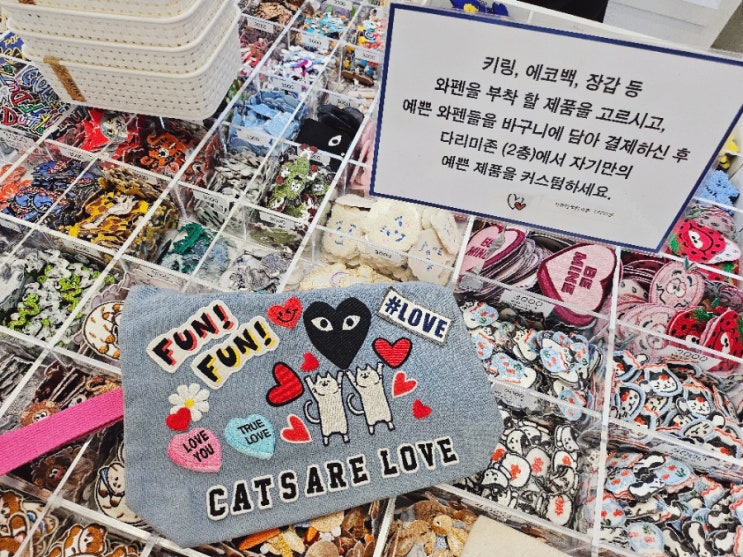 키링, 에코백, 장갑 등
와펜을 부착 할 제품을 고르시고,
예쁜 와펜들을 바구니에 담아 결제하신 후
다리미존 (2층)에서 자기만의
예쁜 제품을 커스텀하세요.
BE MINE
BE
MINE
FUN!
FUN!
#LOVE
LOVE
YOU
TRUE
LOVE
CATS ARE LOVE